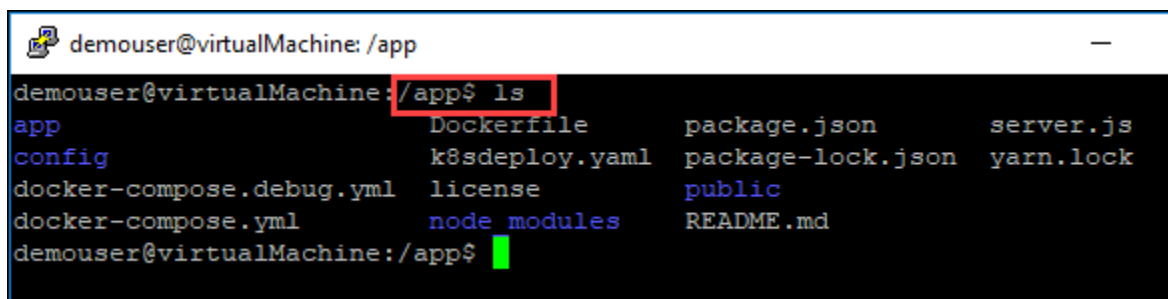 demouser@virtualMachine: /app
demouser@virtualMachine:/app$ ls
app Dockerfile package.json server.js
config k8sdeploy.yaml package-lock.json yarn.lock
docker-compose.debug.yml license public
docker-compose.yml node_modules README.md
demouser@virtualMachine:/app$